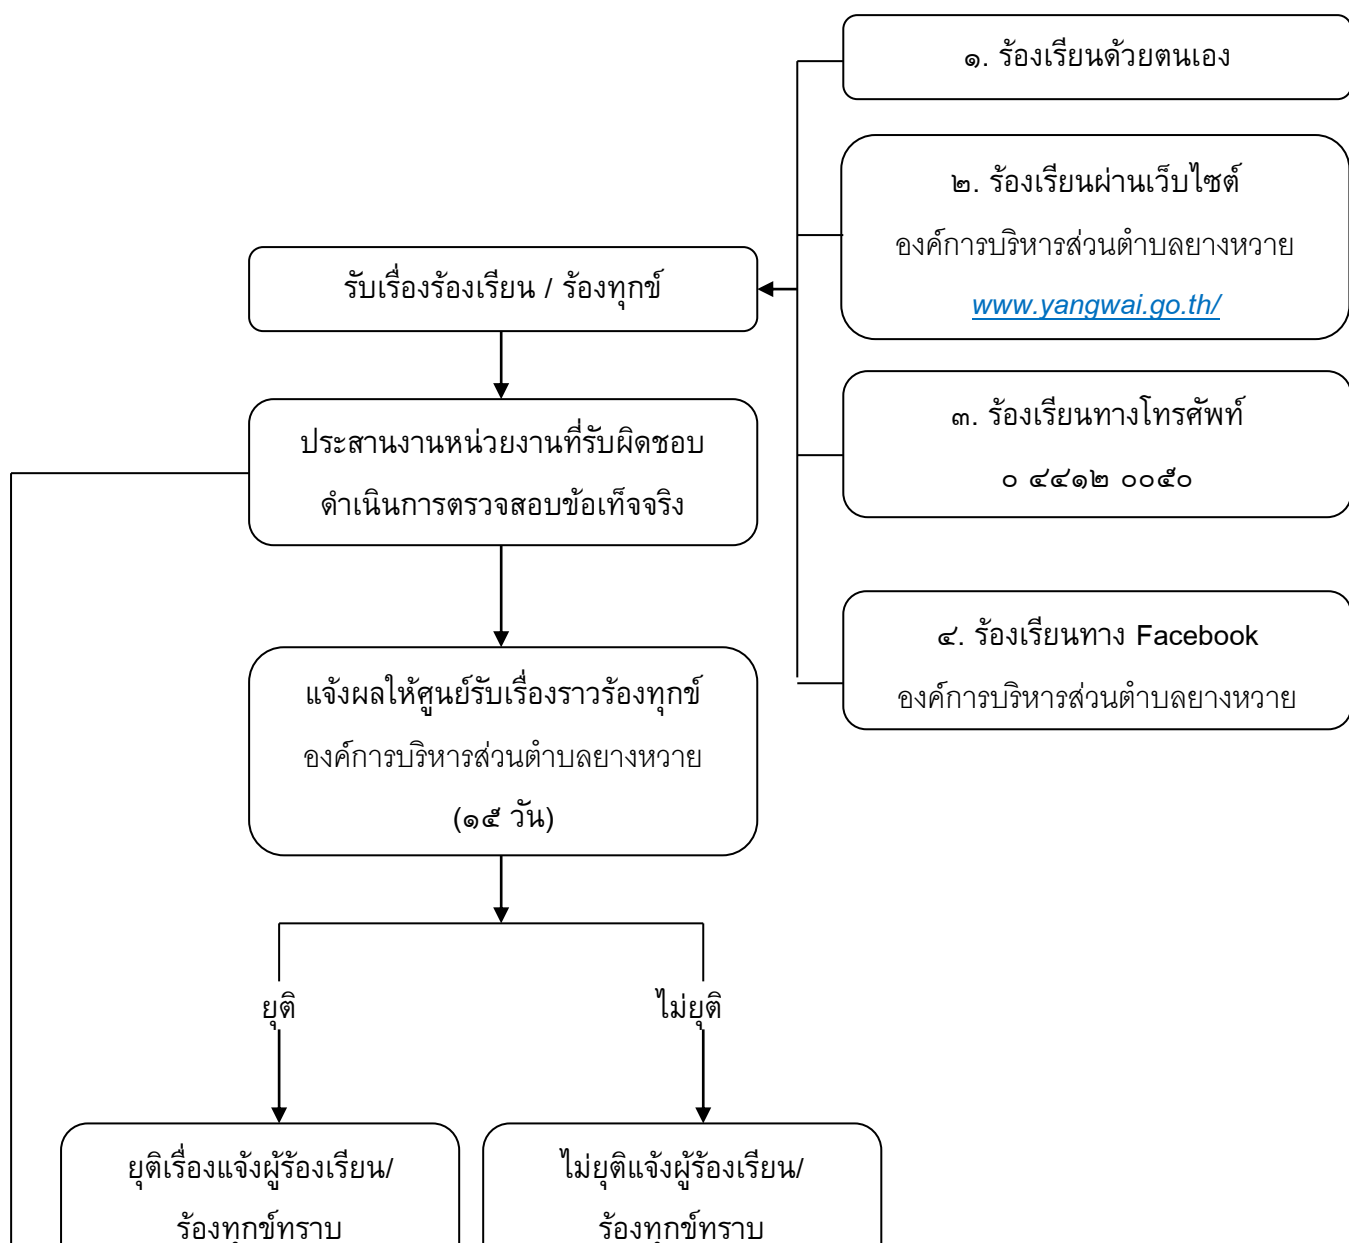 ๑. ร้องเรียนด้วยตนเอง
๒. ร้องเรียนผ่านเว็บไซต์
องค์การบริหารส่วนตำบลยางหวาย
www.yangwai.go.th/
รับเรื่องร้องเรียน / ร้องทุกข์
๓. ร้องเรียนทางโทรศัพท์
๐ ๔๔๑๒ ๐๐๕๐
ประสานงานหน่วยงานที่รับผิดชอบ
ดำเนินการตรวจสอบข้อเท็จจริง
๔. ร้องเรียนทาง Facebook
องค์การบริหารส่วนตำบลยางหวาย
แจ้งผลให้ศูนย์รับเรื่องราวร้องทุกข์
องค์การบริหารส่วนตำบลยางหวาย
(๑๕ วัน)
ยุติ
ไม่ยุติ
ยุติเรื่องแจ้งผู้ร้องเรียน/
ร้องทุกข์ทราบ
ไม่ยุติแจ้งผู้ร้องเรียน/
ร้องทุกข์ทราบ